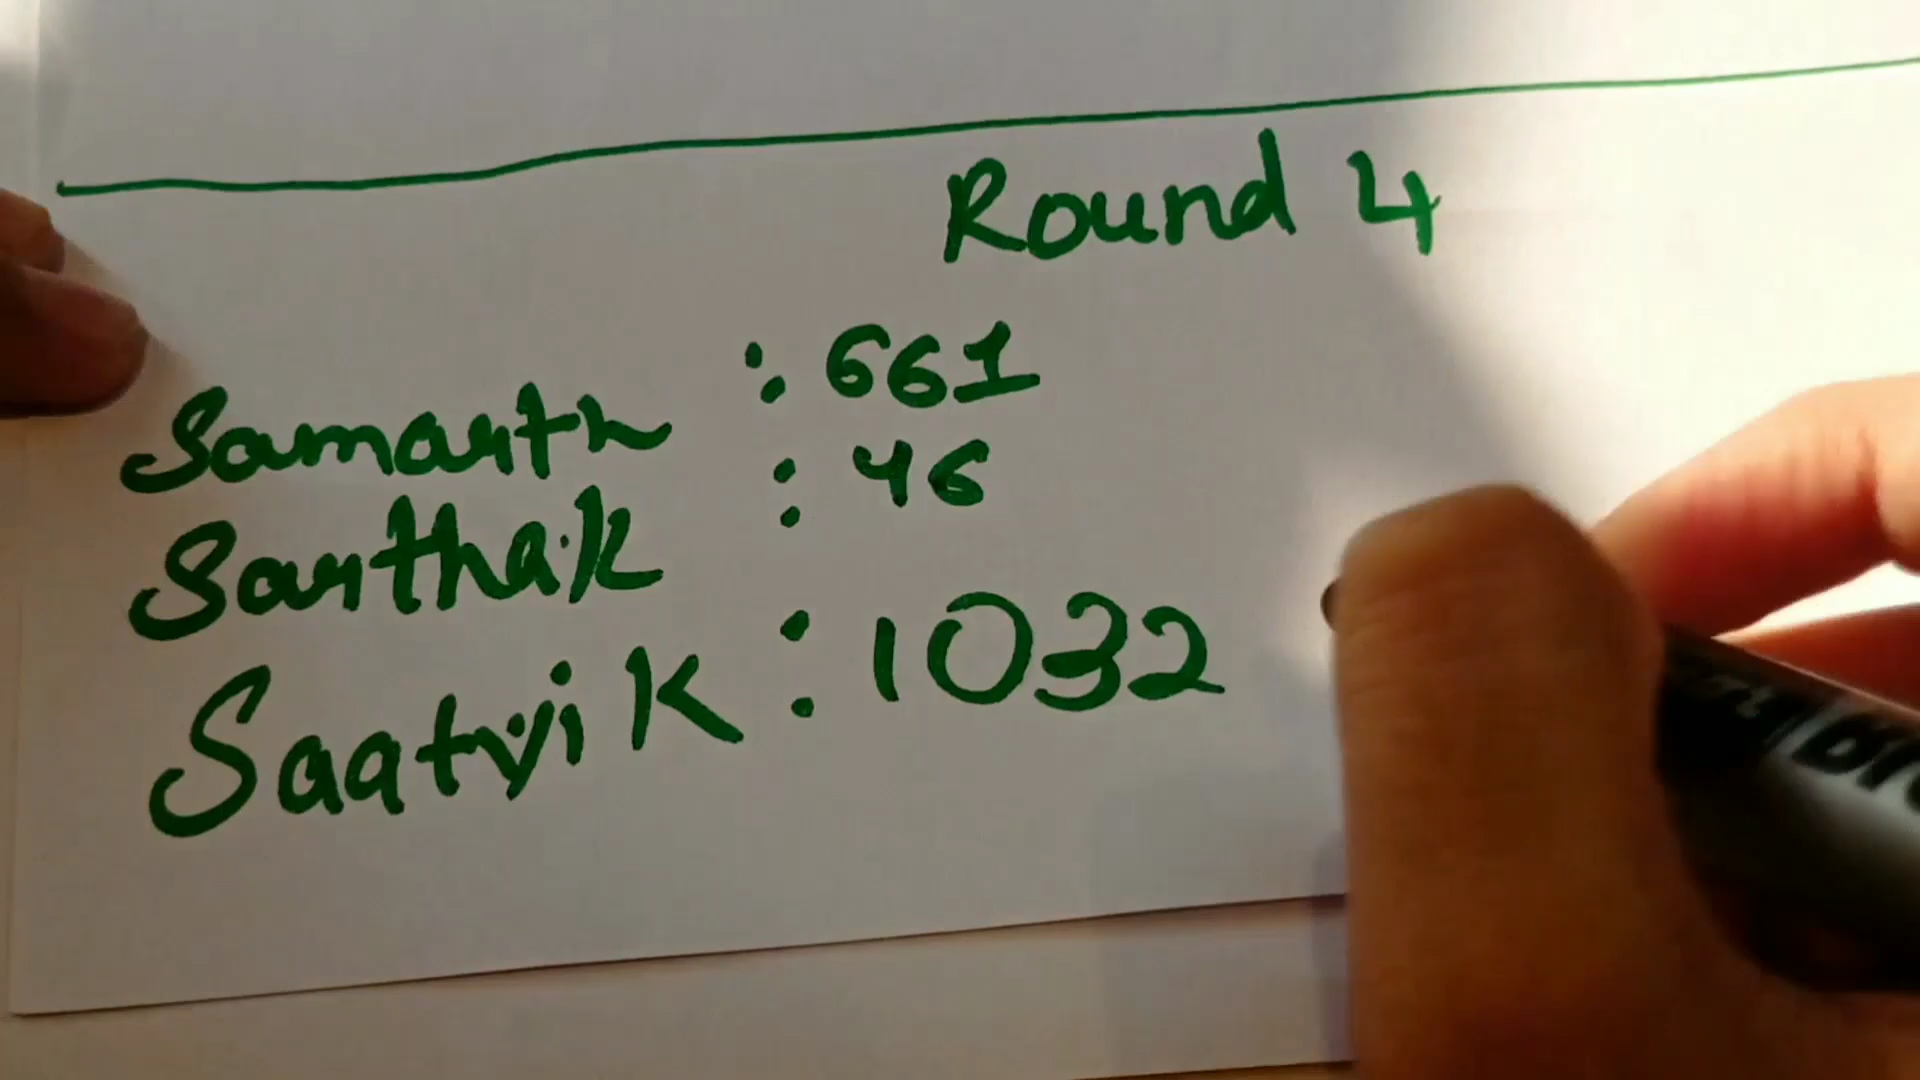 Round 4
Samarth : 661
Sarthak : 46
Saatvik : 1032